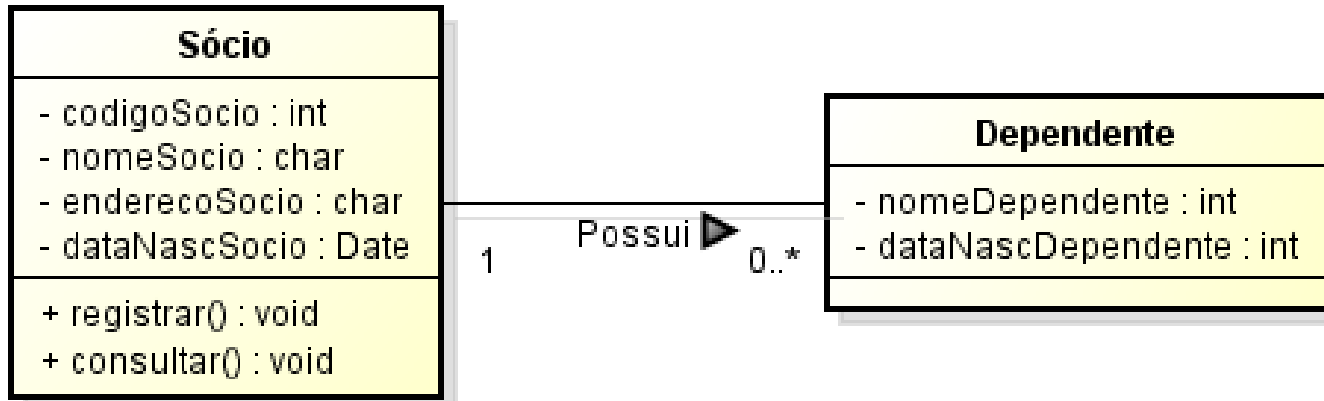 Sócio
- codigoSocio : int
- nomeSocio : char
- enderecoSocio : char
- dataNascSocio : Date
+ registrar() : void
+ consultar() : void
1
Possui
0..*
Dependente
- nomeDependente : int
- dataNascDependente : int